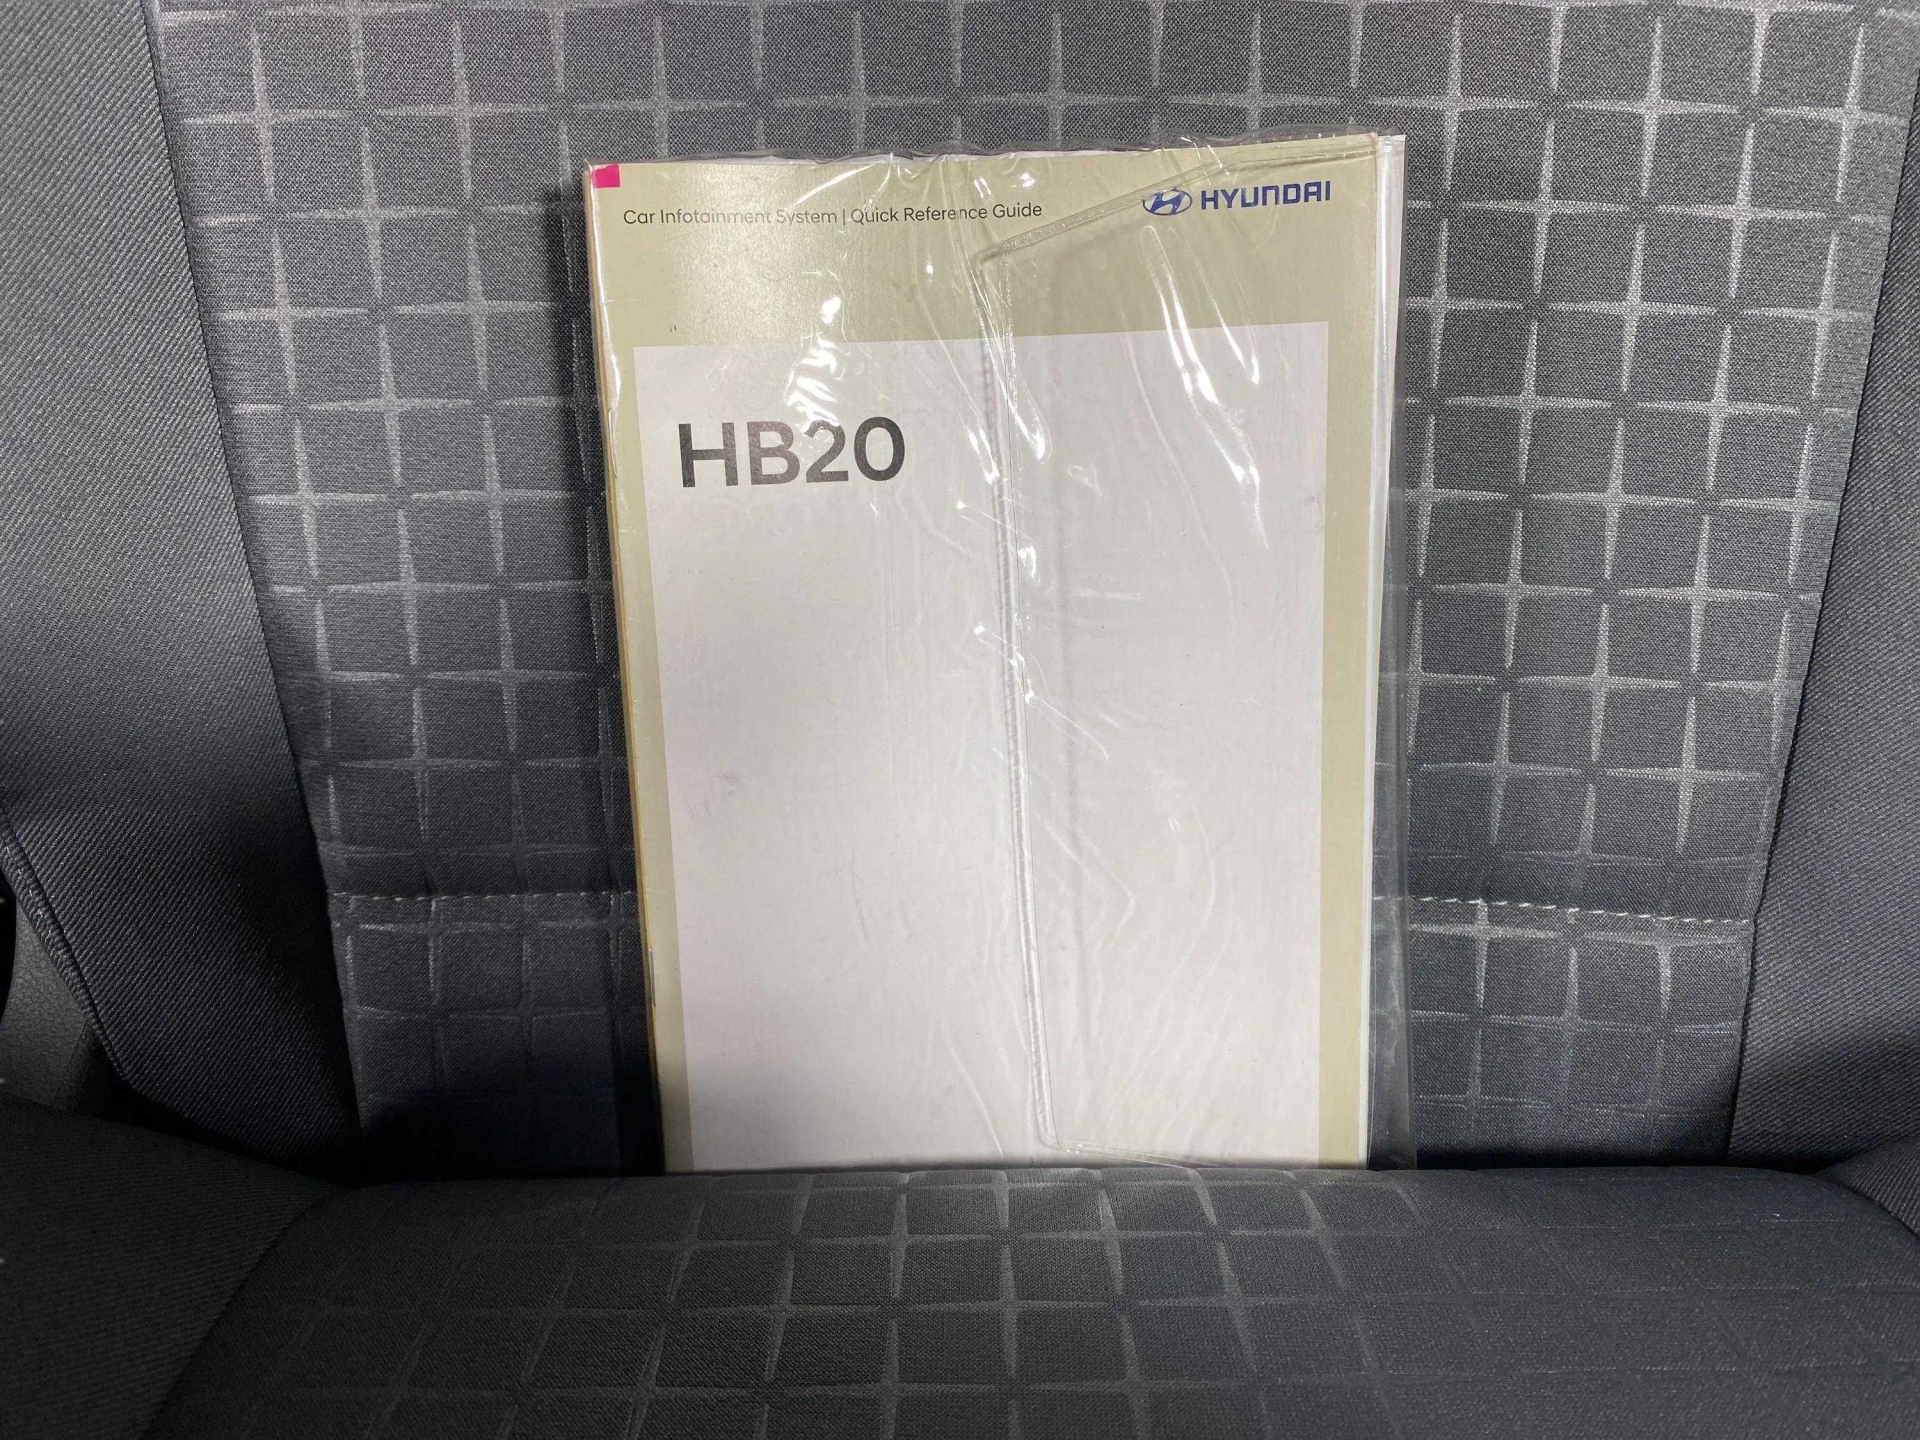 Car Infotainment System | Quick Reference Guide
HYUNDAI
HB20